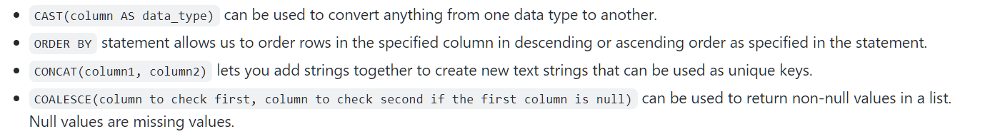 • CAST(column AS data_type) can be used to convert anything from one data type to another.
• ORDER BY statement allows us to order rows in the specified column in descending or ascending order as specified in the statement.
• CONCAT(column1, column2) lets you add strings together to create new text strings that can be used as unique keys.
• COALESCE(column to check first, column to check second if the first column is null) can be used to return non-null values in a list.
Null values are missing values.